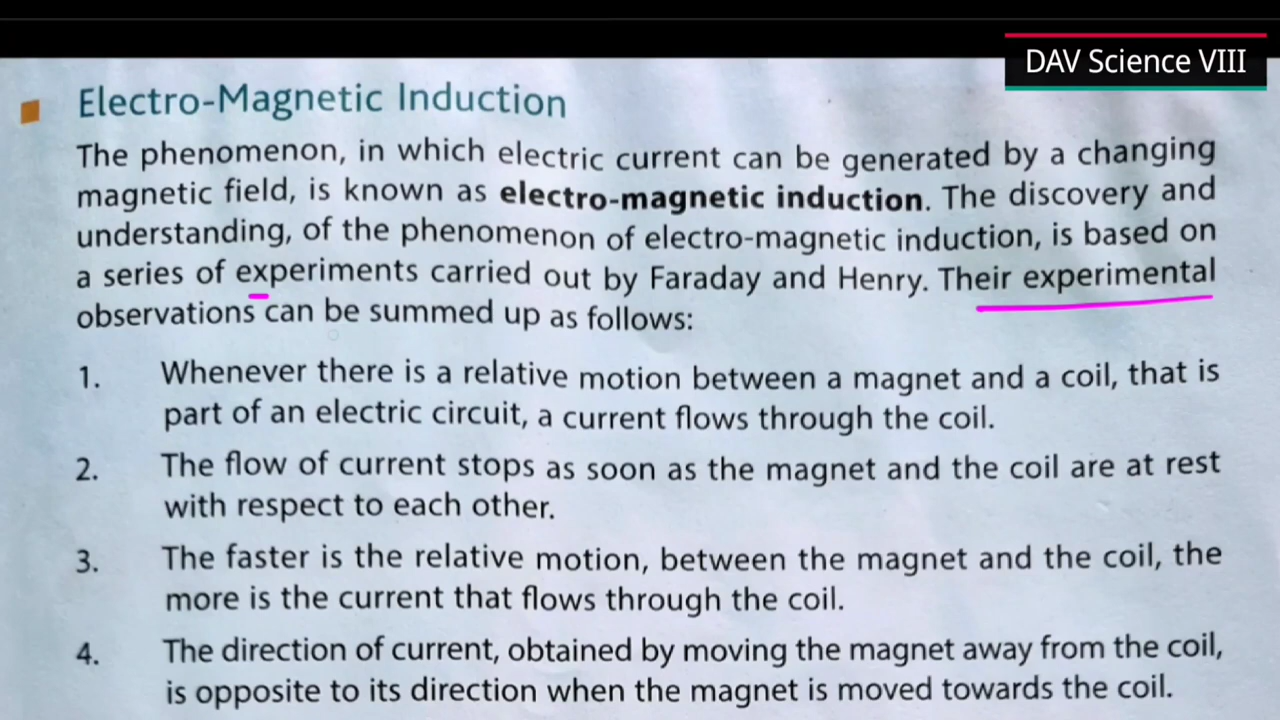 DAV Science VIII
Electro-Magnetic Induction
The phenomenon, in which electric current can be generated by a changing
magnetic field, is known as electro-magnetic induction. The discovery and
understanding, of the phenomenon of electro-magnetic induction, is based on
a series of experiments carried out by Faraday and Henry. Their experimental
observations can be summed up as follows:
1. Whenever there is a relative motion between a magnet and a coil, that is
part of an electric circuit, a current flows through the coil.
2. The flow of current stops as soon as the magnet and the coil are at rest
with respect to each other.
3. The faster is the relative motion, between the magnet and the coil, the
more is the current that flows through the coil.
4. The direction of current, obtained by moving the magnet away from the coil,
is opposite to its direction when the magnet is moved towards the coil.